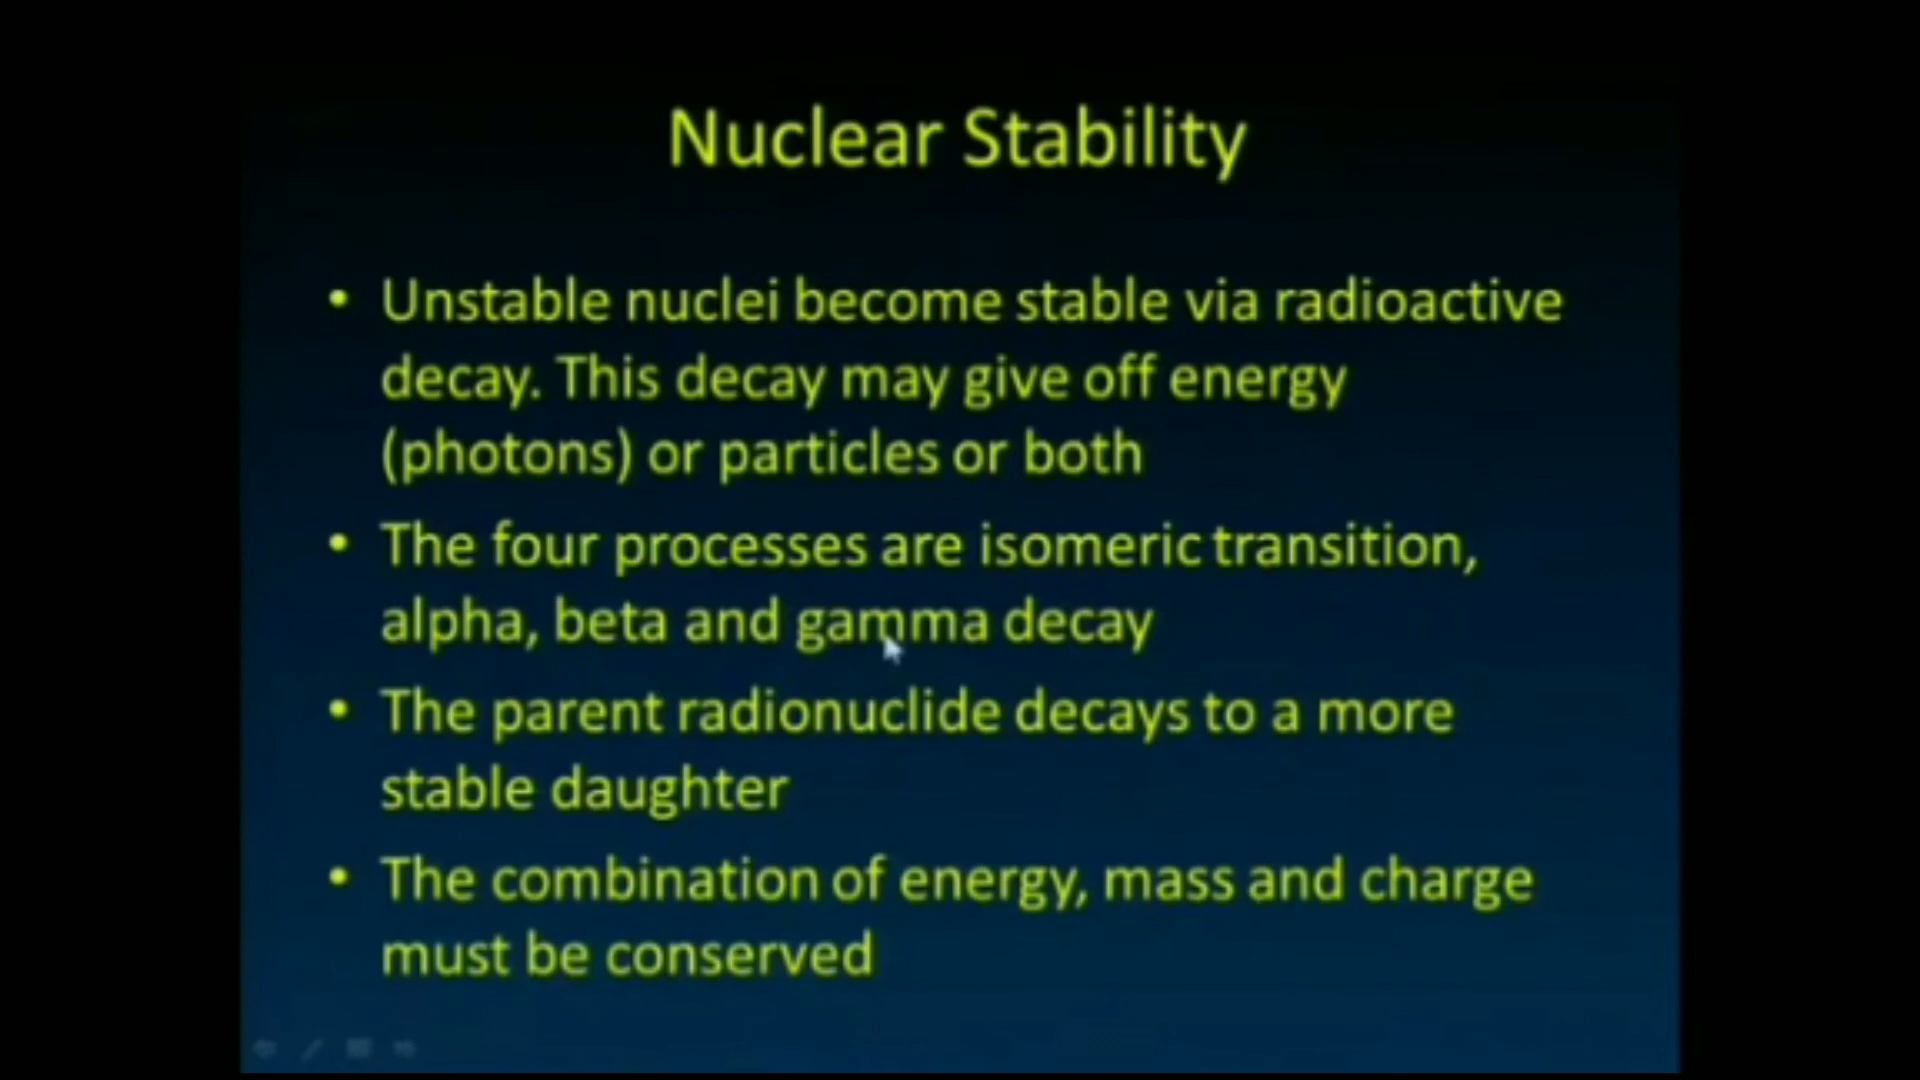 Nuclear Stability
• Unstable nuclei become stable via radioactive
decay. This decay may give off energy
(photons) or particles or both
• The four processes are isomeric transition,
alpha, beta and gamma decay
• The parent radionuclide decays to a more
stable daughter
• The combination of energy, mass and charge
must be conserved